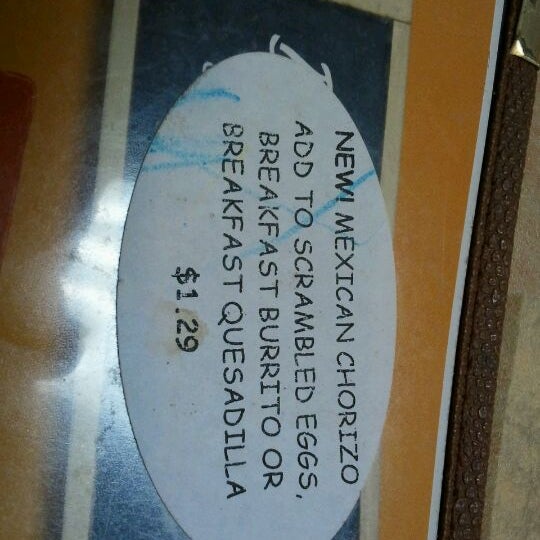 NEW! MEXICAN CHORIZO
ADD TO SCRAMBLED EGGS,
BREAKFAST BURRITO OR
BREAKFAST QUESADILLA
$1.29